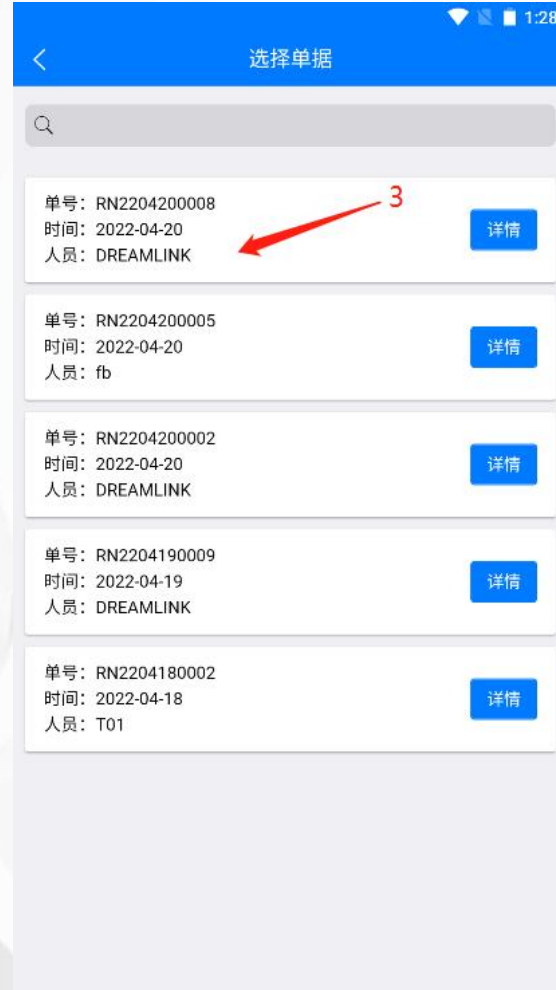 1:28
选择单据
单号：RN2204200008
时间：2022-04-20
人员：DREAMLINK
3
详情
单号：RN2204200005
时间：2022-04-20
人员：fb
详情
单号：RN2204200002
时间：2022-04-20
人员：DREAMLINK
详情
单号：RN2204190009
时间：2022-04-19
人员：DREAMLINK
详情
单号：RN2204180002
时间：2022-04-18
人员：T01
详情